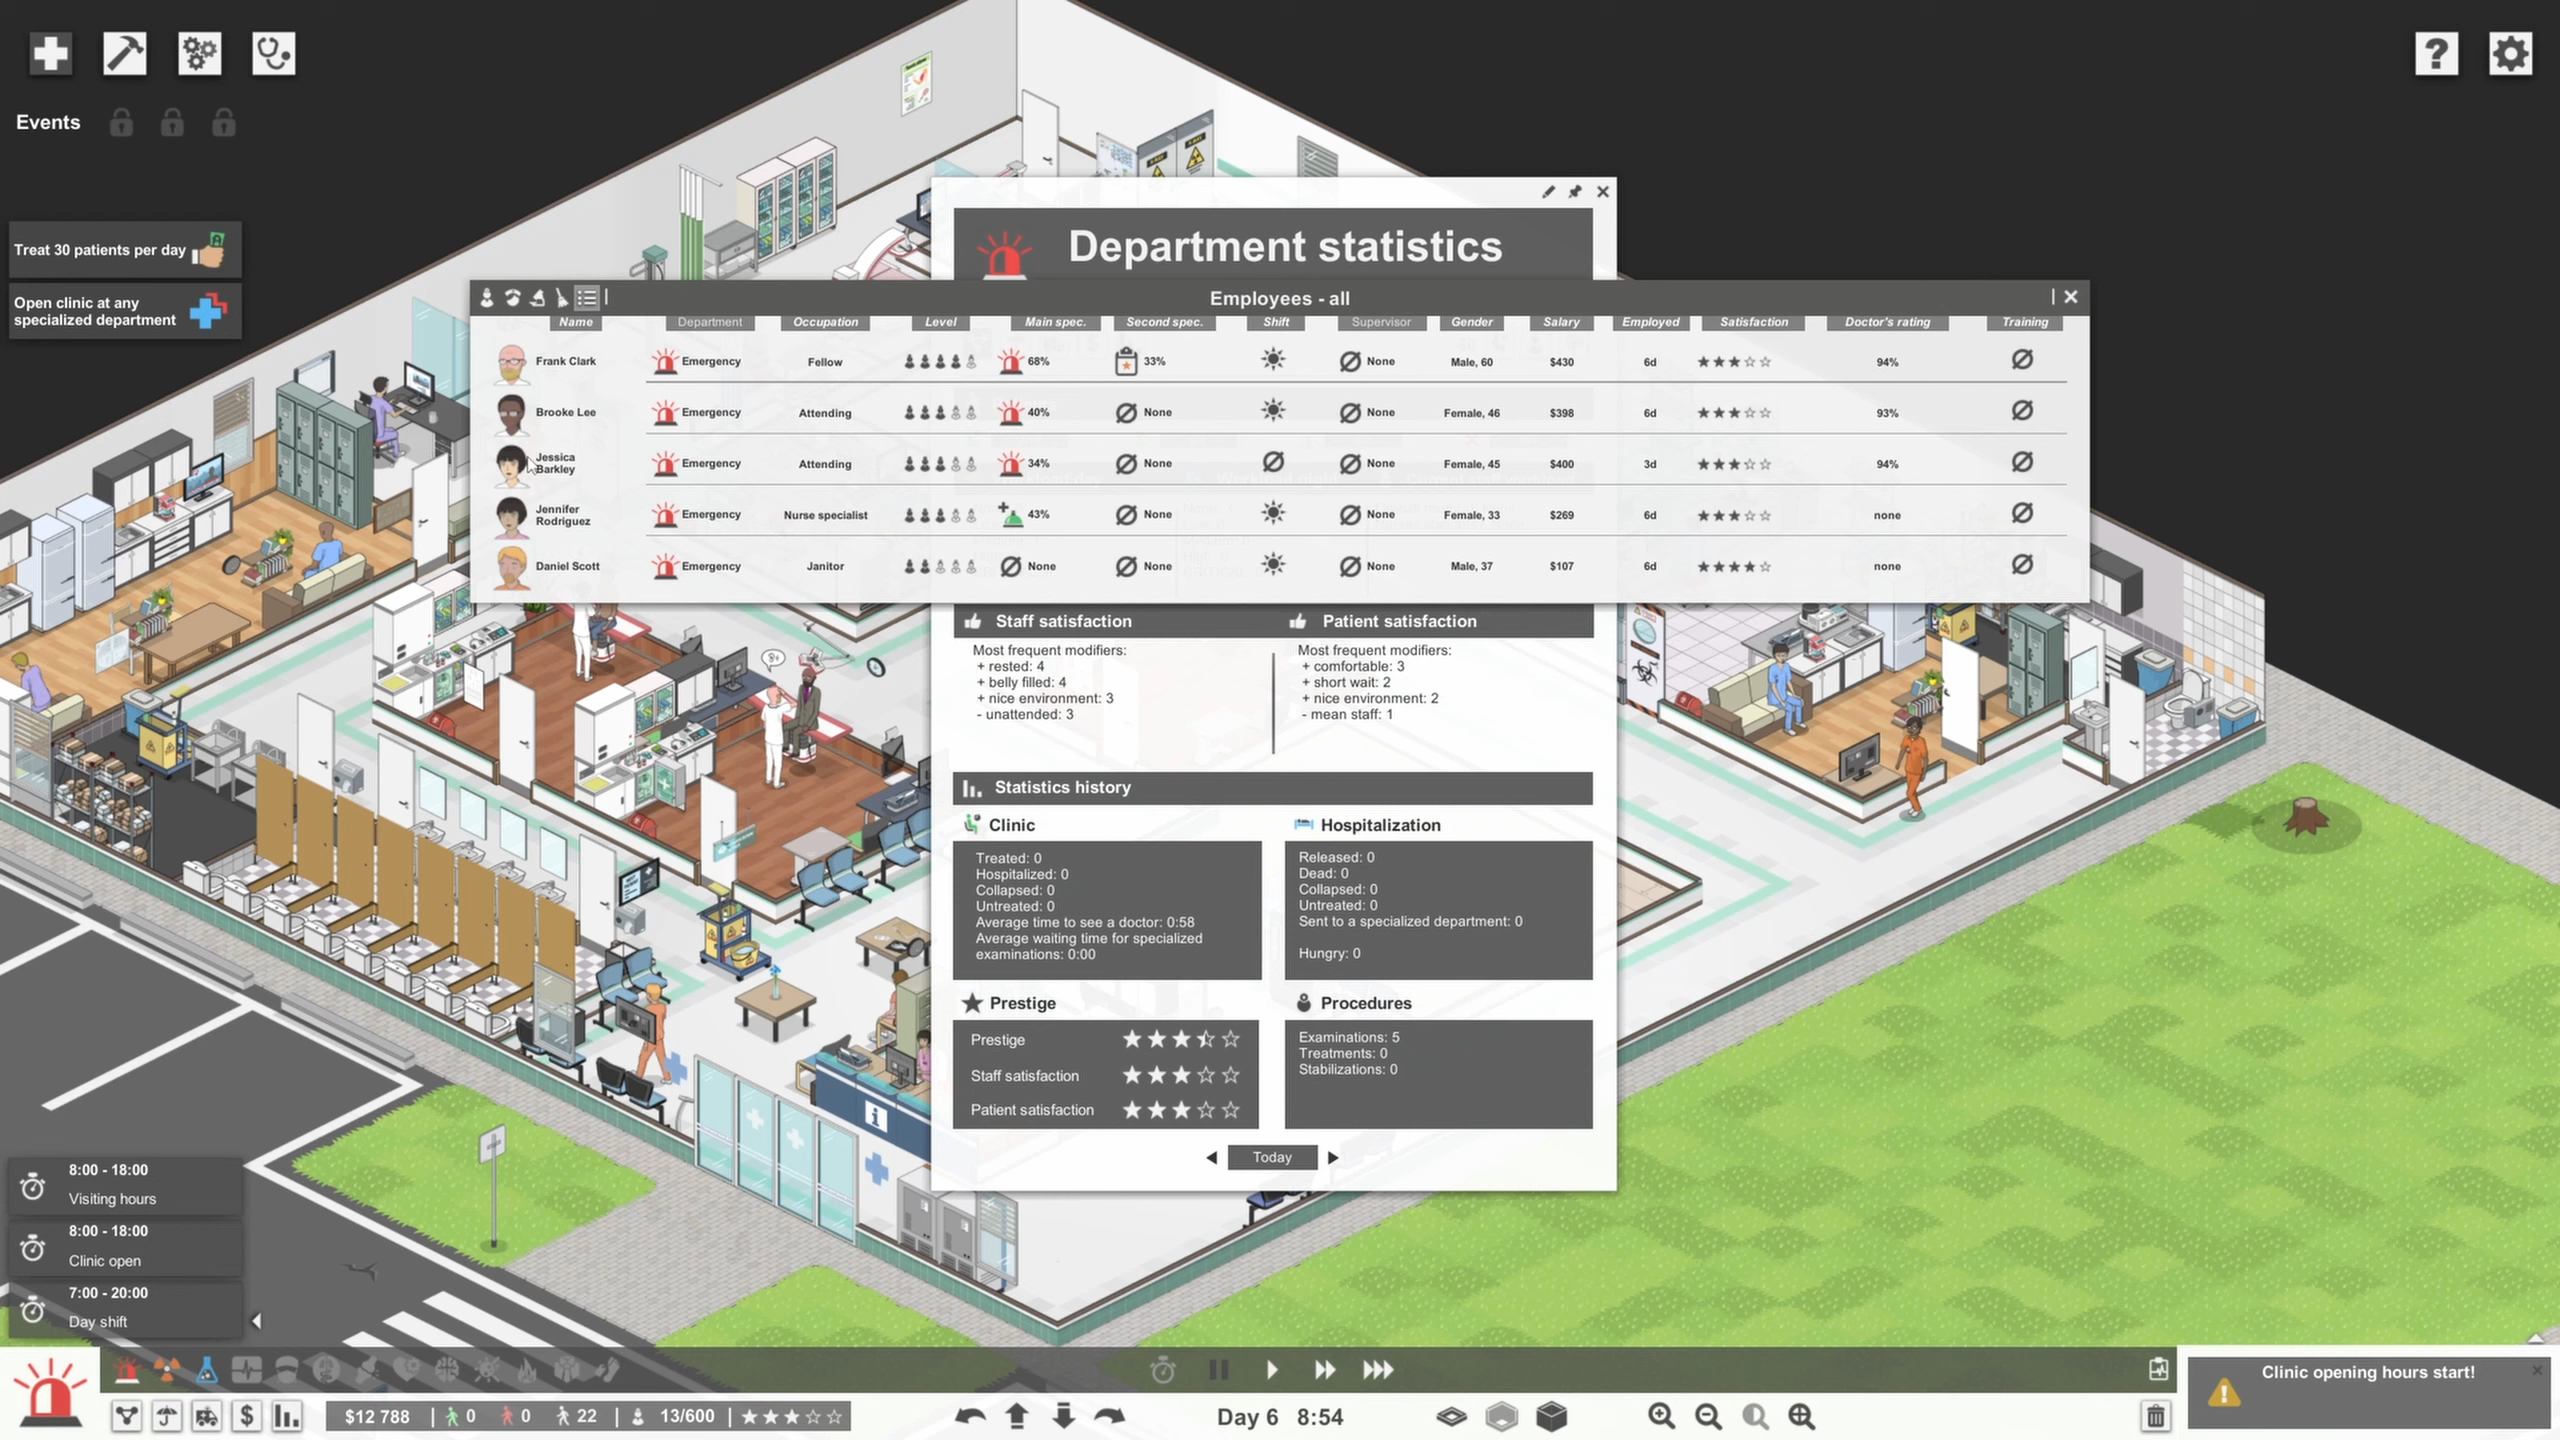 Events
Treat 30 patients per day
Open clinic at any
specialized department
Department statistics
Employees - all
Name Department Occupation Level Main spec. Second spec. Shift Supervisor Gender Salary Employed Satisfaction Doctor's rating Training
Frank Clark Emergency Fellow 68% 33% None Male, 60 $430 6d 94%
Brooke Lee Emergency Attending 40% None None Female, 46 $398 6d 93%
Jessica
Barkley Emergency Attending 34% None None Female, 45 $400 3d 94%
Jennifer
Rodriguez Emergency Nurse specialist 43% None None Female, 33 $269 6d none
Daniel Scott Emergency Janitor None None None Male, 37 $107 6d none
Staff satisfaction
Most frequent modifiers:
+ rested: 4
+ belly filled: 4
+ nice environment: 3
- unattended: 3
Patient satisfaction
Most frequent modifiers:
+ comfortable: 3
+ short wait: 2
+ nice environment: 2
- mean staff: 1
Statistics history
Clinic
Treated: 0
Hospitalized: 0
Collapsed: 0
Untreated: 0
Average time to see a doctor: 0:58
Average waiting time for specialized
examinations: 0:00
Hospitalization
Released: 0
Dead: 0
Collapsed: 0
Untreated: 0
Sent to a specialized department: 0
Hungry: 0
Prestige
Prestige
Staff satisfaction
Patient satisfaction
Procedures
Examinations: 5
Treatments: 0
Stabilizations: 0
Today
8:00 - 18:00
Visiting hours
8:00 - 18:00
Clinic open
7:00 - 20:00
Day shift
$12 788 0 0 22 13/600
Day 6 8:54
Clinic opening hours start!